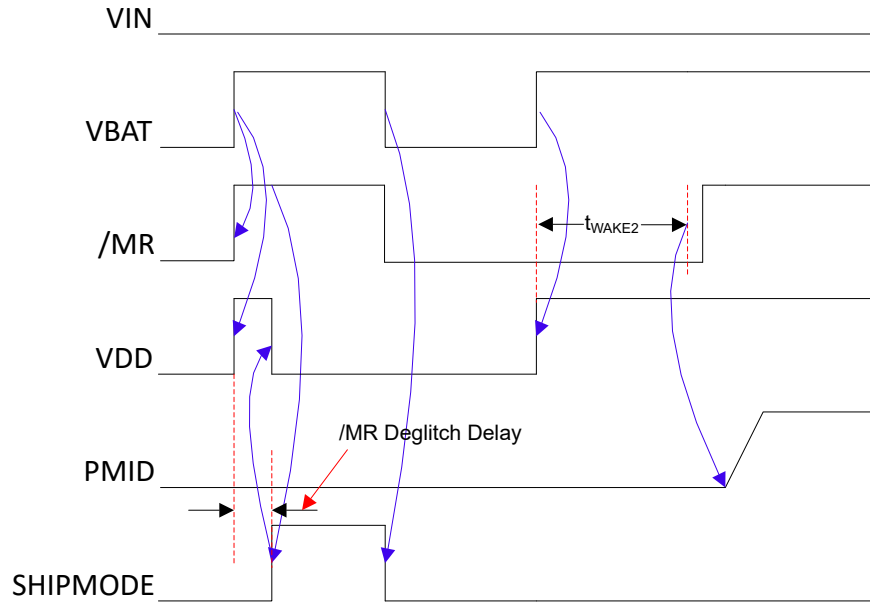 VIN
VBAT
/MR
tWAKE2
VDD
/MR Deglitch Delay
PMID
SHIPMODE